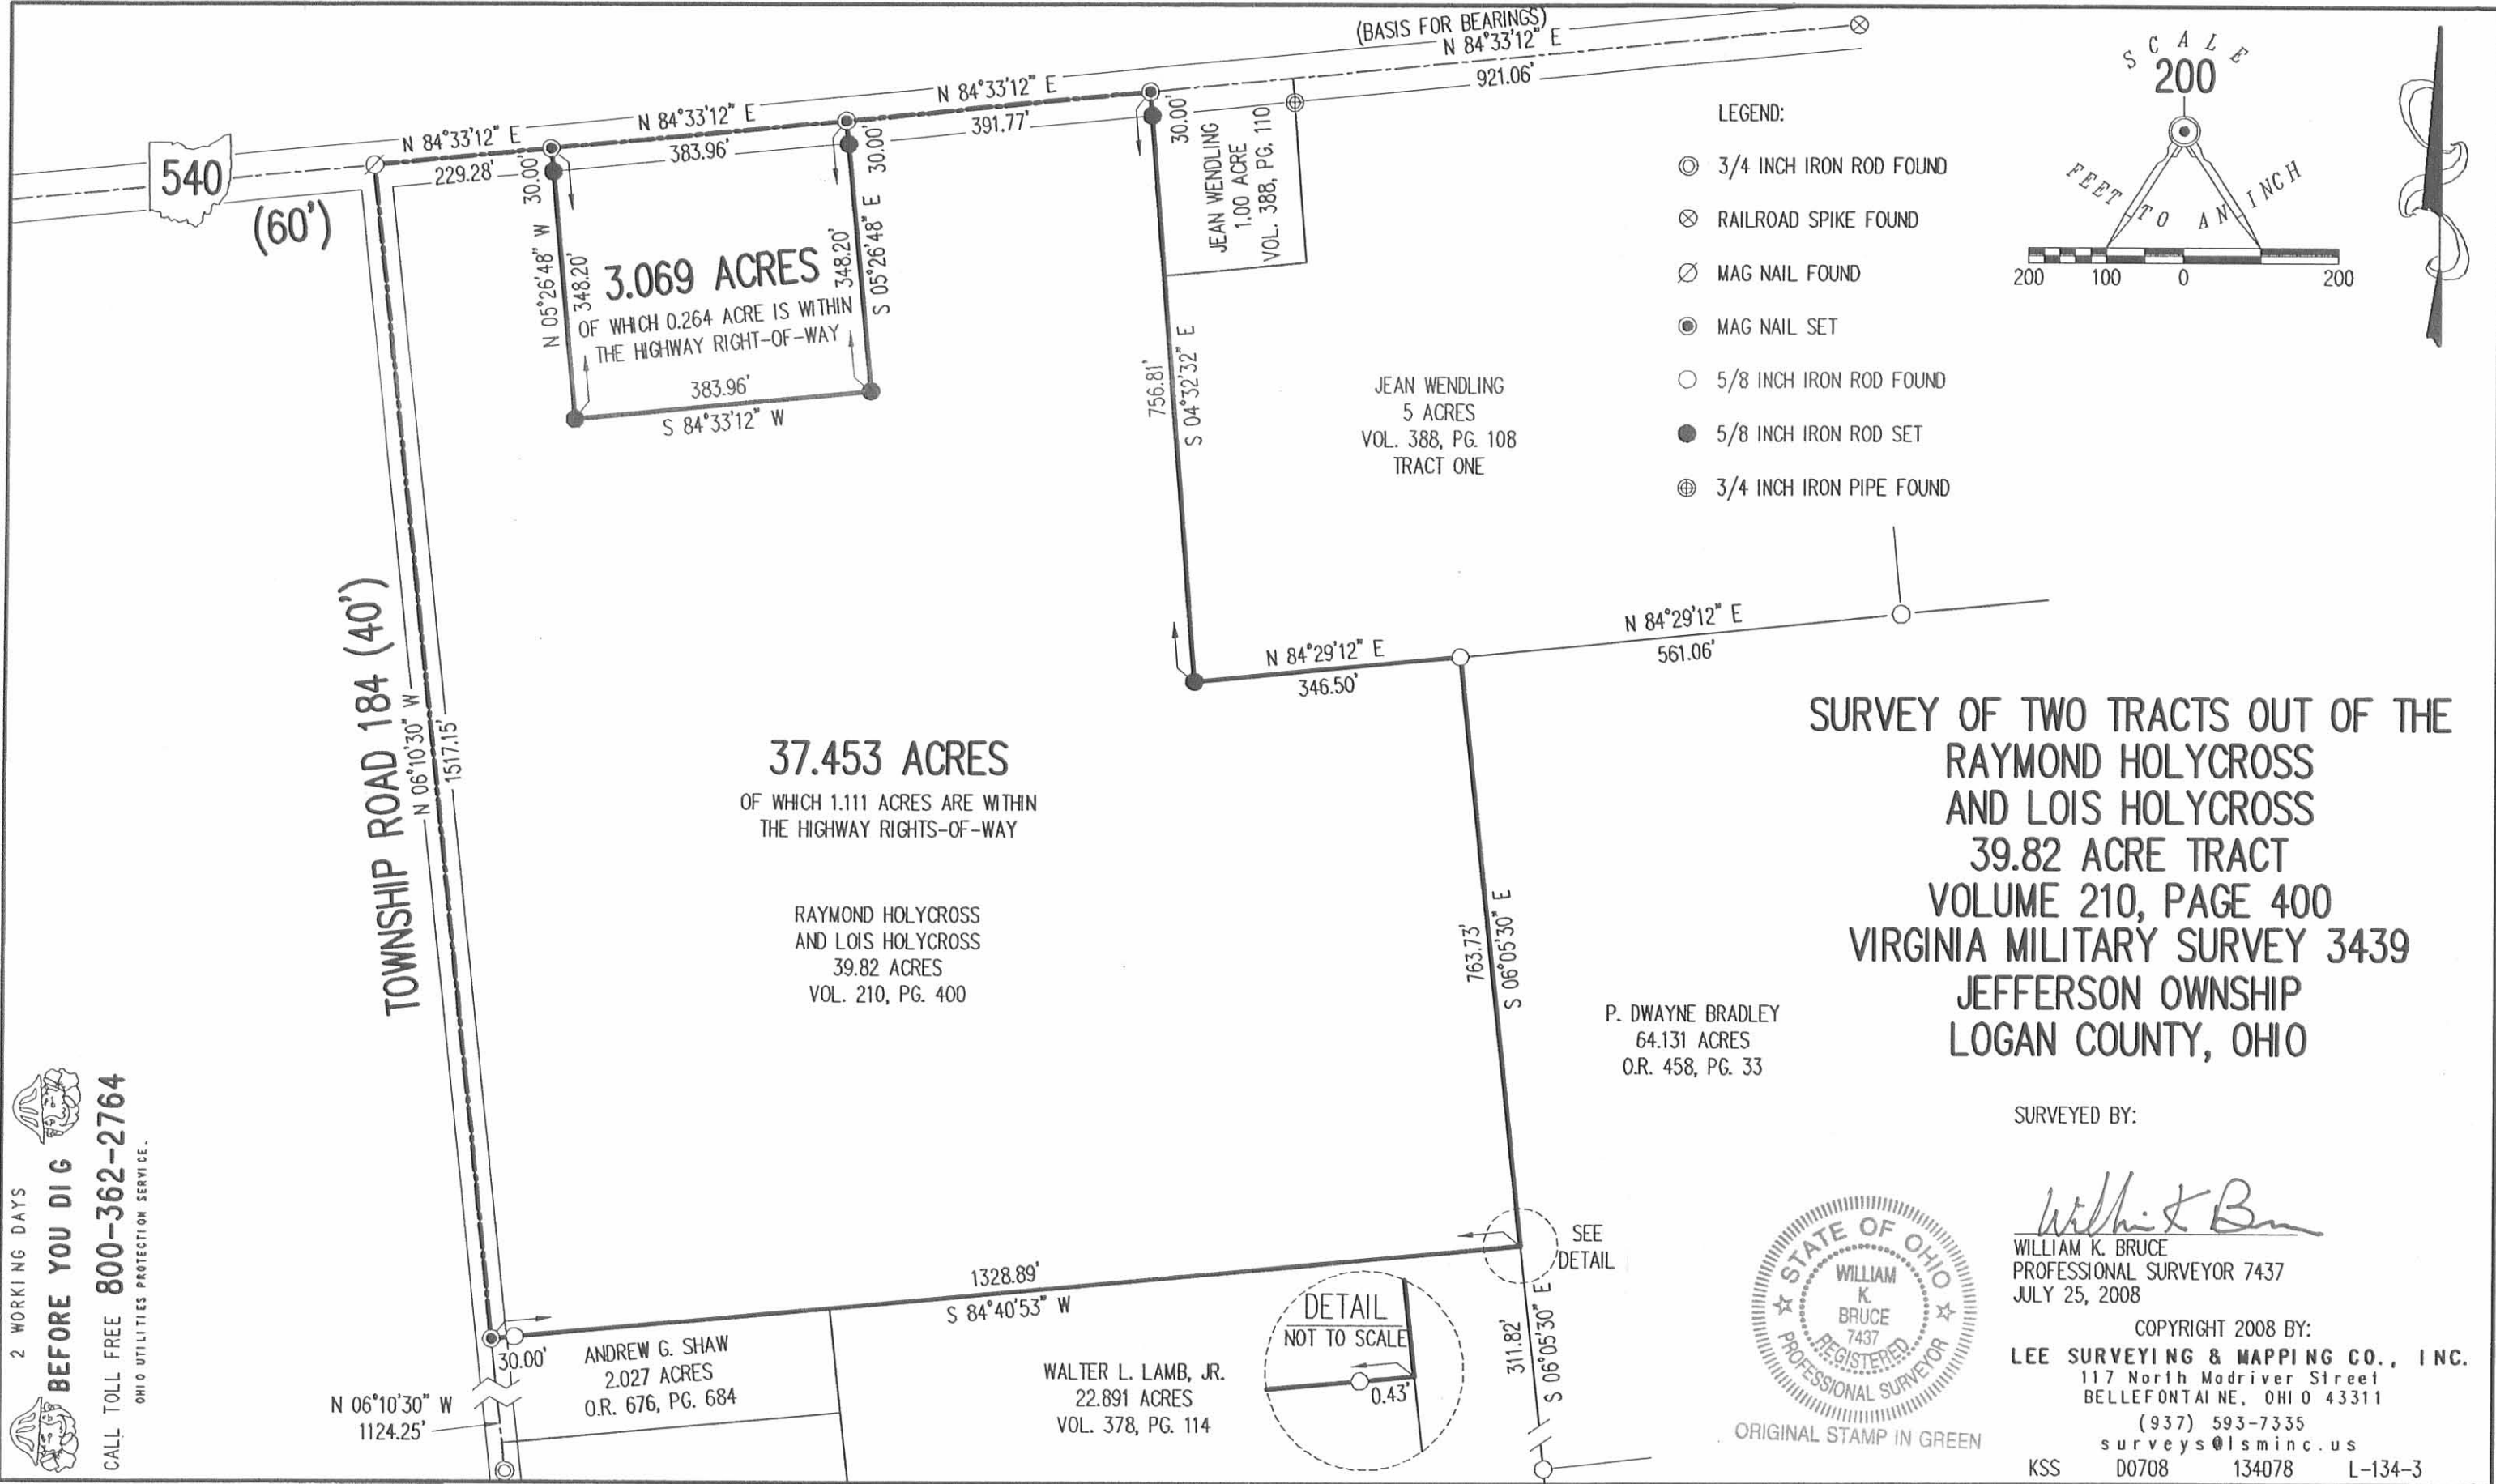 (BASIS FOR BEARINGS)
N 84°33'12" E
921.06'
N 84°33'12" E
391.77'
N 84°33'12" E
383.96'
N 84°33'12" E
229.28'
540
(60')
30.00'
N 05°26'48" W
348.20'
3.069 ACRES
OF WHICH 0.264 ACRE IS WITHIN
THE HIGHWAY RIGHT-OF-WAY
30.00'
348.20'
S 05°26'48" E
383.96'
S 84°33'12" W
30.00'
JEAN WENDLING
1.00 ACRE
VOL. 388, PG. 110
756.81'
S 04°32'32" E
JEAN WENDLING
5 ACRES
VOL. 388, PG. 108
TRACT ONE
LEGEND:
3/4 INCH IRON ROD FOUND
RAILROAD SPIKE FOUND
MAG NAIL FOUND
MAG NAIL SET
5/8 INCH IRON ROD FOUND
5/8 INCH IRON ROD SET
3/4 INCH IRON PIPE FOUND
SCALE
200
FEET TO AN INCH
200 100 0 200
N 84°29'12" E
346.50'
N 84°29'12" E
561.06'
TOWNSHIP ROAD 184 (40')
N 06°10'30" W
1517.15'
37.453 ACRES
OF WHICH 1.111 ACRES ARE WITHIN
THE HIGHWAY RIGHTS-OF-WAY
RAYMOND HOLYCROSS
AND LOIS HOLYCROSS
39.82 ACRES
VOL. 210, PG. 400
763.73'
S 06°05'30" E
P. DWAYNE BRADLEY
64.131 ACRES
O.R. 458, PG. 33
SURVEY OF TWO TRACTS OUT OF THE
RAYMOND HOLYCROSS
AND LOIS HOLYCROSS
39.82 ACRE TRACT
VOLUME 210, PAGE 400
VIRGINIA MILITARY SURVEY 3439
JEFFERSON OWNSHIP
LOGAN COUNTY, OHIO
SURVEYED BY:
WILLIAM K. BRUCE
PROFESSIONAL SURVEYOR 7437
JULY 25, 2008
COPYRIGHT 2008 BY:
LEE SURVEYING & MAPPING CO., INC.
117 North Madriver Street
BELLEFONTAINE, OHIO 43311
(937) 593-7335
surveys@lsminc.us
KSS D0708 134078 L-134-3
STATE OF OHIO
WILLIAM
K.
BRUCE
7437
REGISTERED
PROFESSIONAL SURVEYOR
ORIGINAL STAMP IN GREEN
SEE
DETAIL
1328.89'
S 84°40'53" W
DETAIL
NOT TO SCALE
0.43'
311.82'
S 06°05'30" E
30.00'
ANDREW G. SHAW
2.027 ACRES
O.R. 676, PG. 684
WALTER L. LAMB, JR.
22.891 ACRES
VOL. 378, PG. 114
N 06°10'30" W
1124.25'
2 WORKING DAYS
BEFORE YOU DIG
CALL TOLL FREE 800-362-2764
OHIO UTILITIES PROTECTION SERVICE.